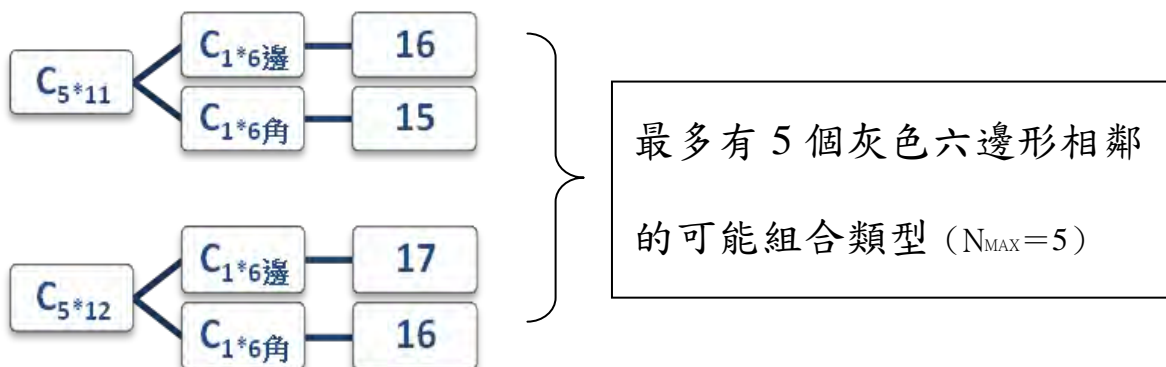 C5*11
C1*6邊
16
C1*6角
15
C5*12
C1*6邊
17
C1*6角
16
最多有 5 個灰色六邊形相鄰
的可能組合類型(NMAX=5)